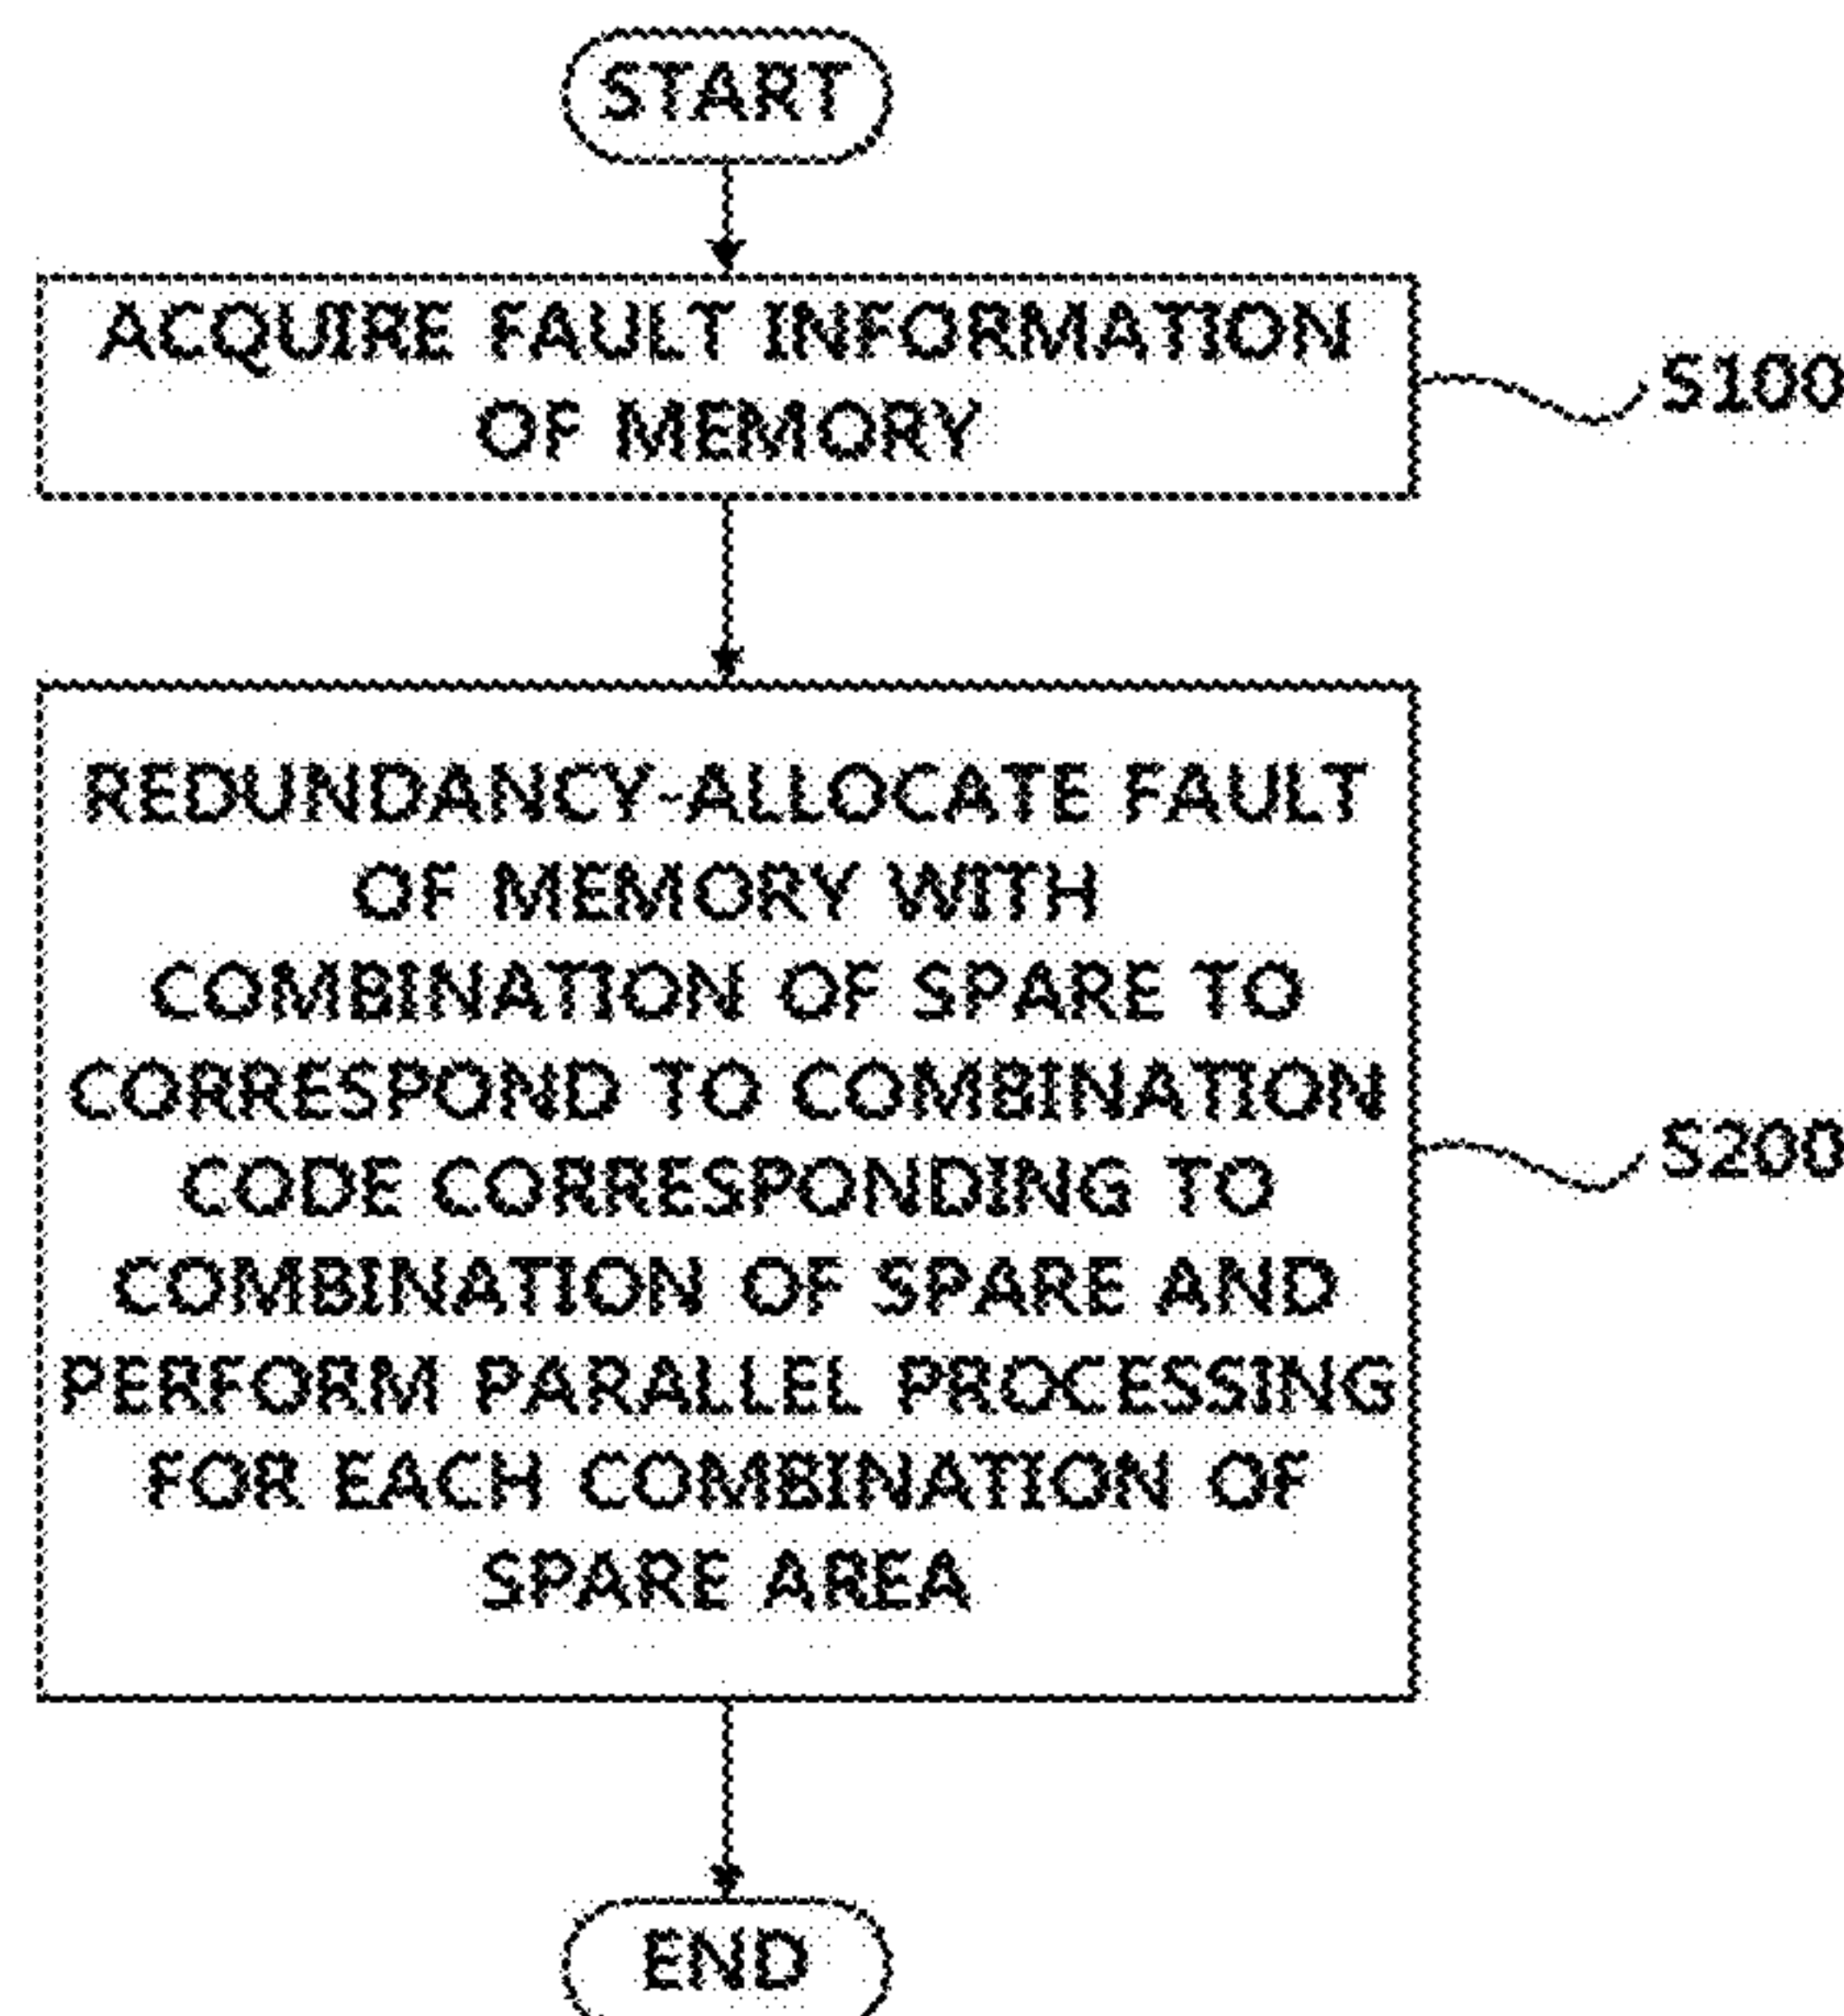 START
ACQUIRE FAULT INFORMATION
OF MEMORY
S100
REDUNDANCY-ALLOCATE FAULT
OF MEMORY WITH
COMBINATION OF SPARE TO
CORRESPOND TO COMBINATION
CODE CORRESPONDING TO
COMBINATION OF SPARE AND
PERFORM PARALLEL PROCESSING
FOR EACH COMBINATION OF
SPARE AREA
S200
END